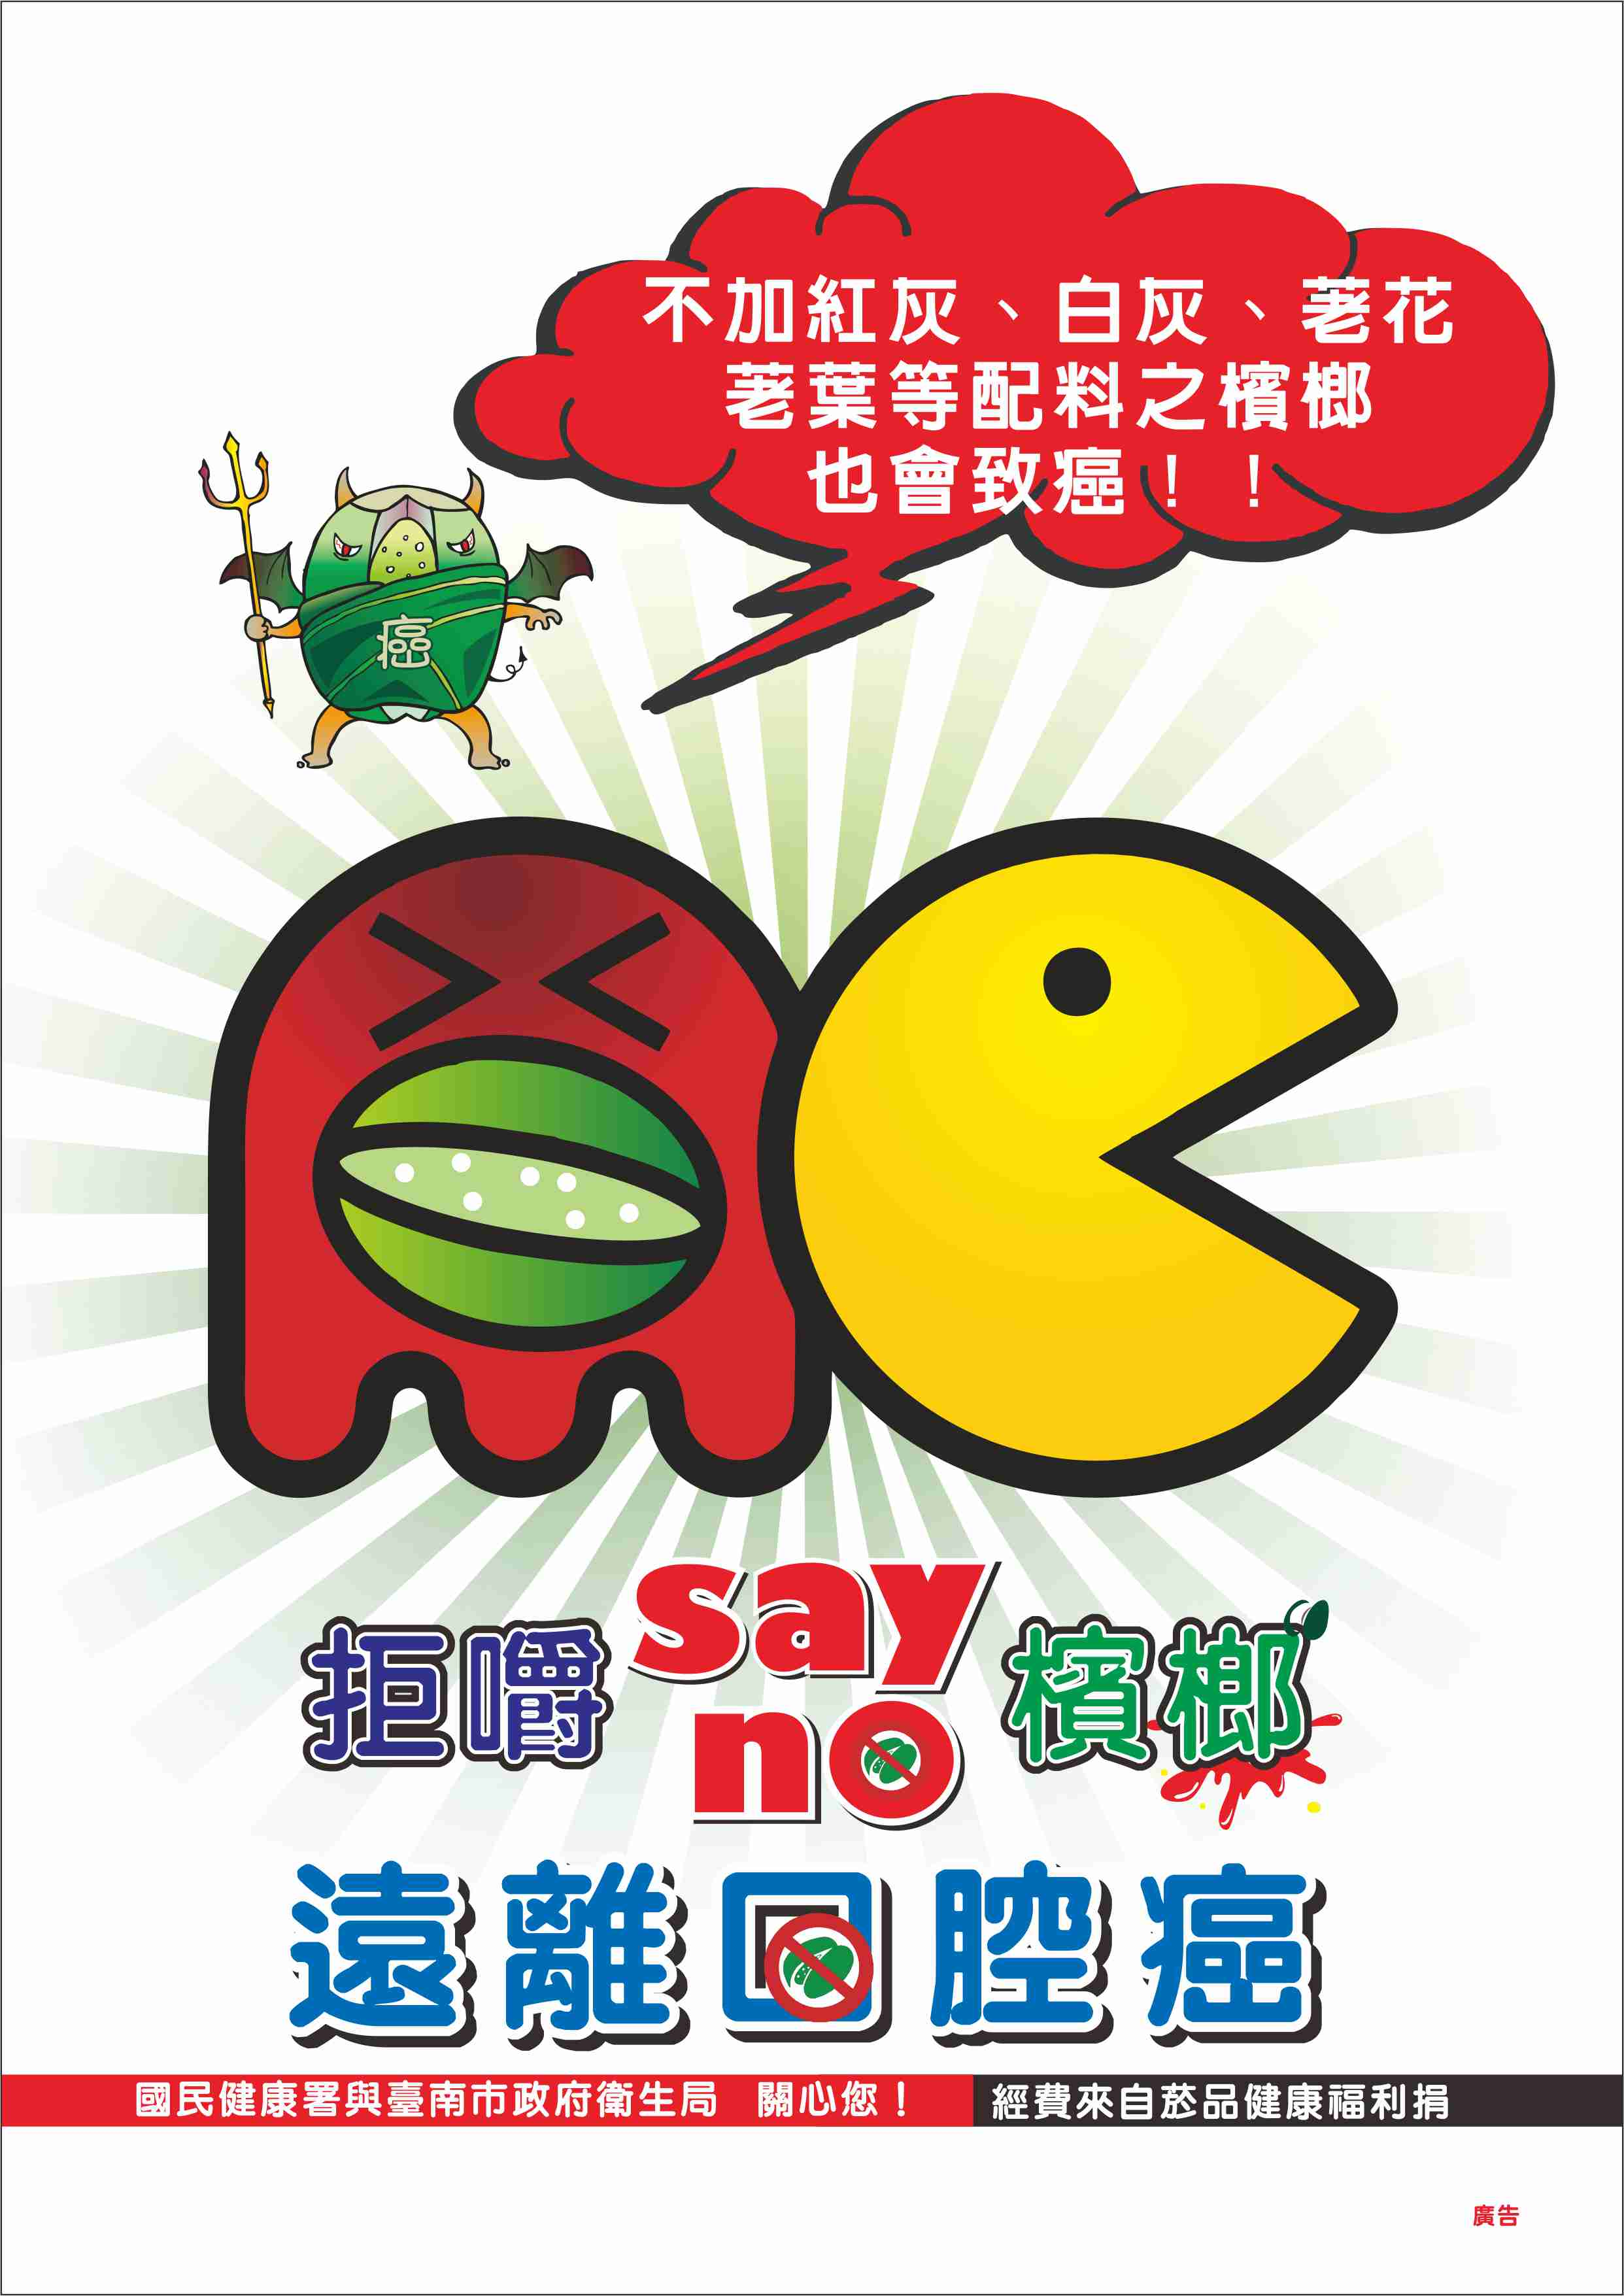 不加紅灰、白灰、荖花
荖葉等配料之檳榔
也會致癌！！
癌
拒嚼 say no 檳榔
遠離口腔癌
國民健康署與臺南市政府衛生局 關心您！ 經費來自菸品健康福利捐
廣告